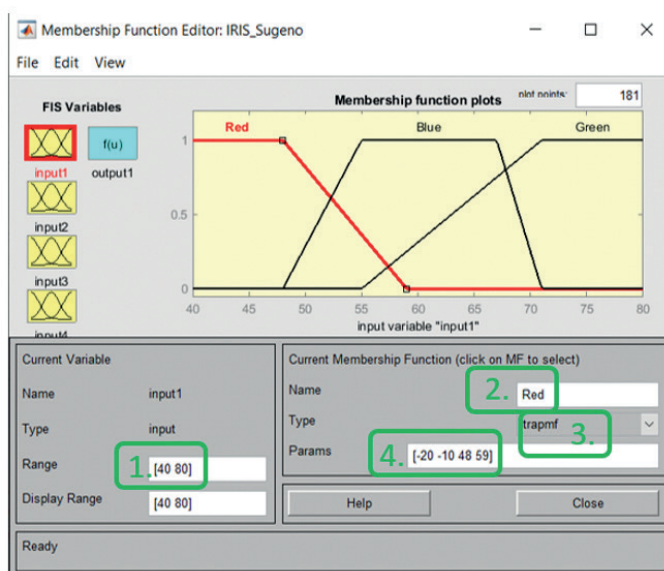 Membership Function Editor: IRIS_Sugeno
File Edit View
FIS Variables
f(u)
input1 output1
input2
input3
input4
Membership function plots
plot points: 181
Red Blue Green
1
0.5
0
40 45 50 55 60 65 70 75 80
input variable "input1"
Current Variable
Name input1
Type input
Range 1. [40 80]
Display Range [40 80]
Current Membership Function (click on MF to select)
Name 2. Red
Type trapmf 3.
Params 4. [-20 -10 48 59]
Help Close
Ready